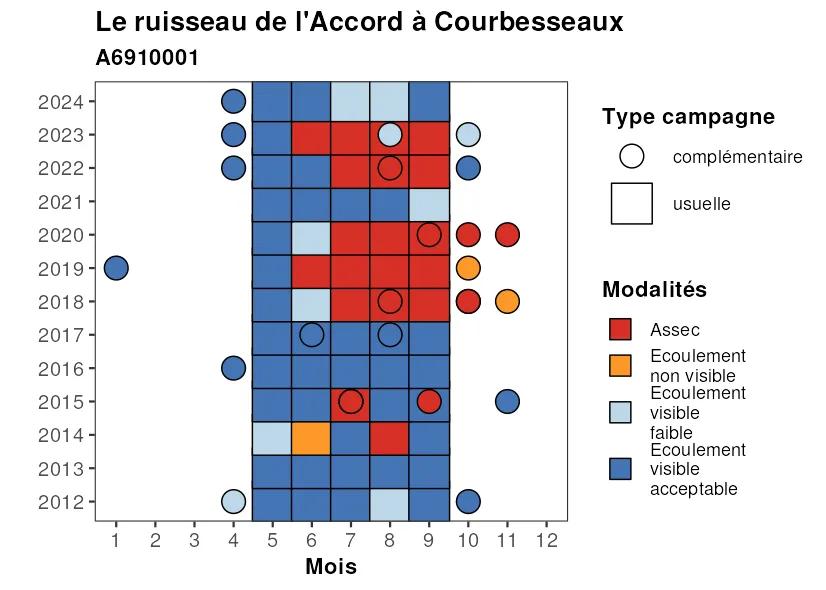 Le ruisseau de l'Accord à Courbesseaux
A6910001
2024
2023
2022
2021
2020
2019
2018
2017
2016
2015
2014
2013
2012
1 2 3 4 5 6 7 8 9 10 11 12
Mois
Type campagne
complémentaire
usuelle
Modalités
Assec
Ecoulement
non visible
Ecoulement
visible
faible
Ecoulement
visible
acceptable